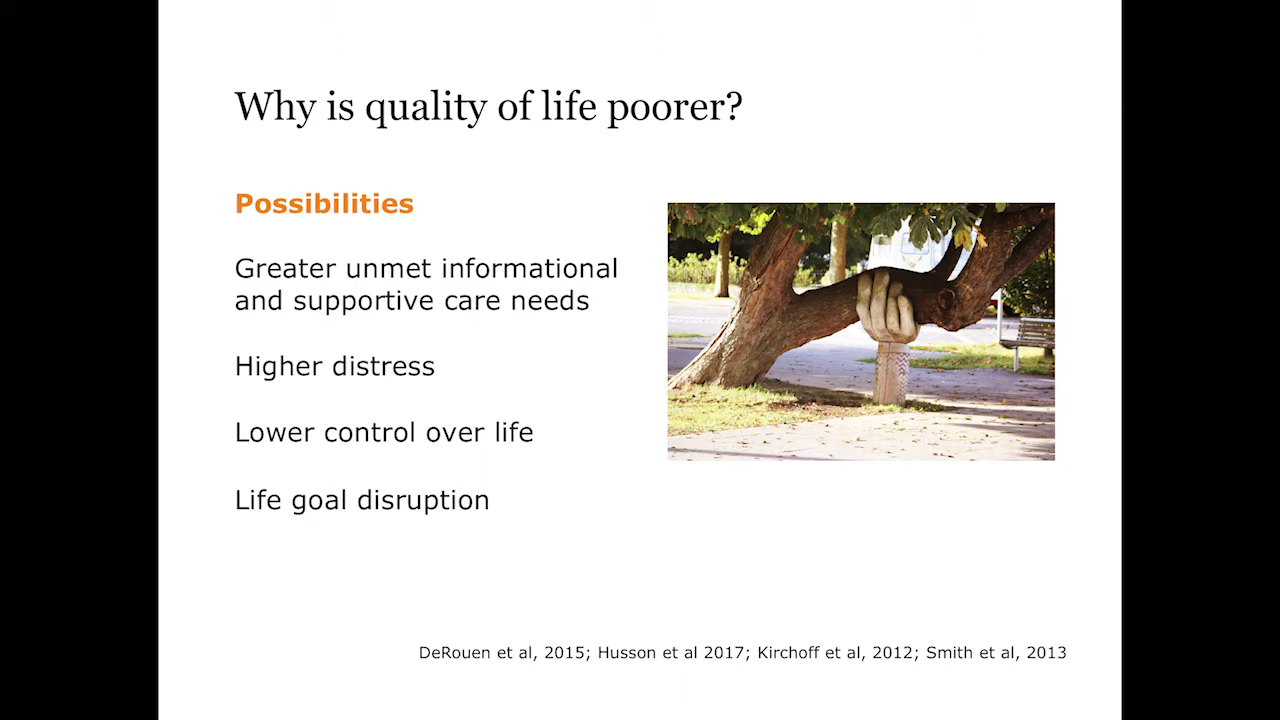 Why is quality of life poorer?
Possibilities
Greater unmet informational
and supportive care needs
Higher distress
Lower control over life
Life goal disruption
DeRouen et al, 2015; Husson et al 2017; Kirchoff et al, 2012; Smith et al, 2013